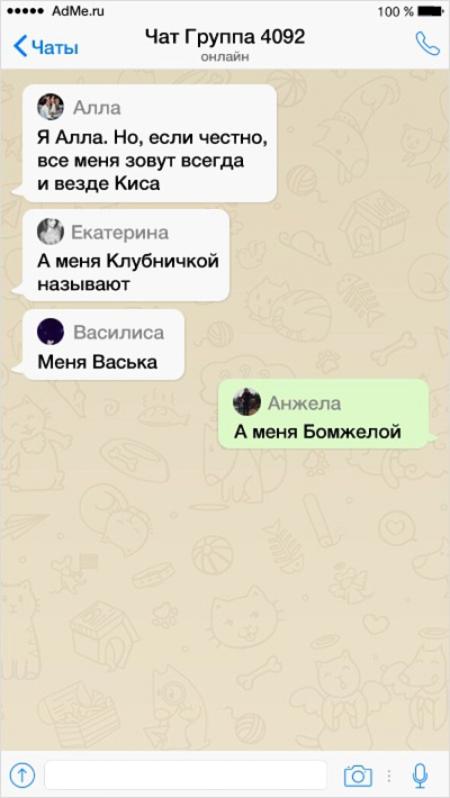 AdMe.ru
100 %
Чаты
Чат Группа 4092
онлайн
Алла
Я Алла. Но, если честно,
все меня зовут всегда
и везде Киса
Екатерина
А меня Клубничкой
называют
Василиса
Меня Васька
Анжела
А меня Бомжелой